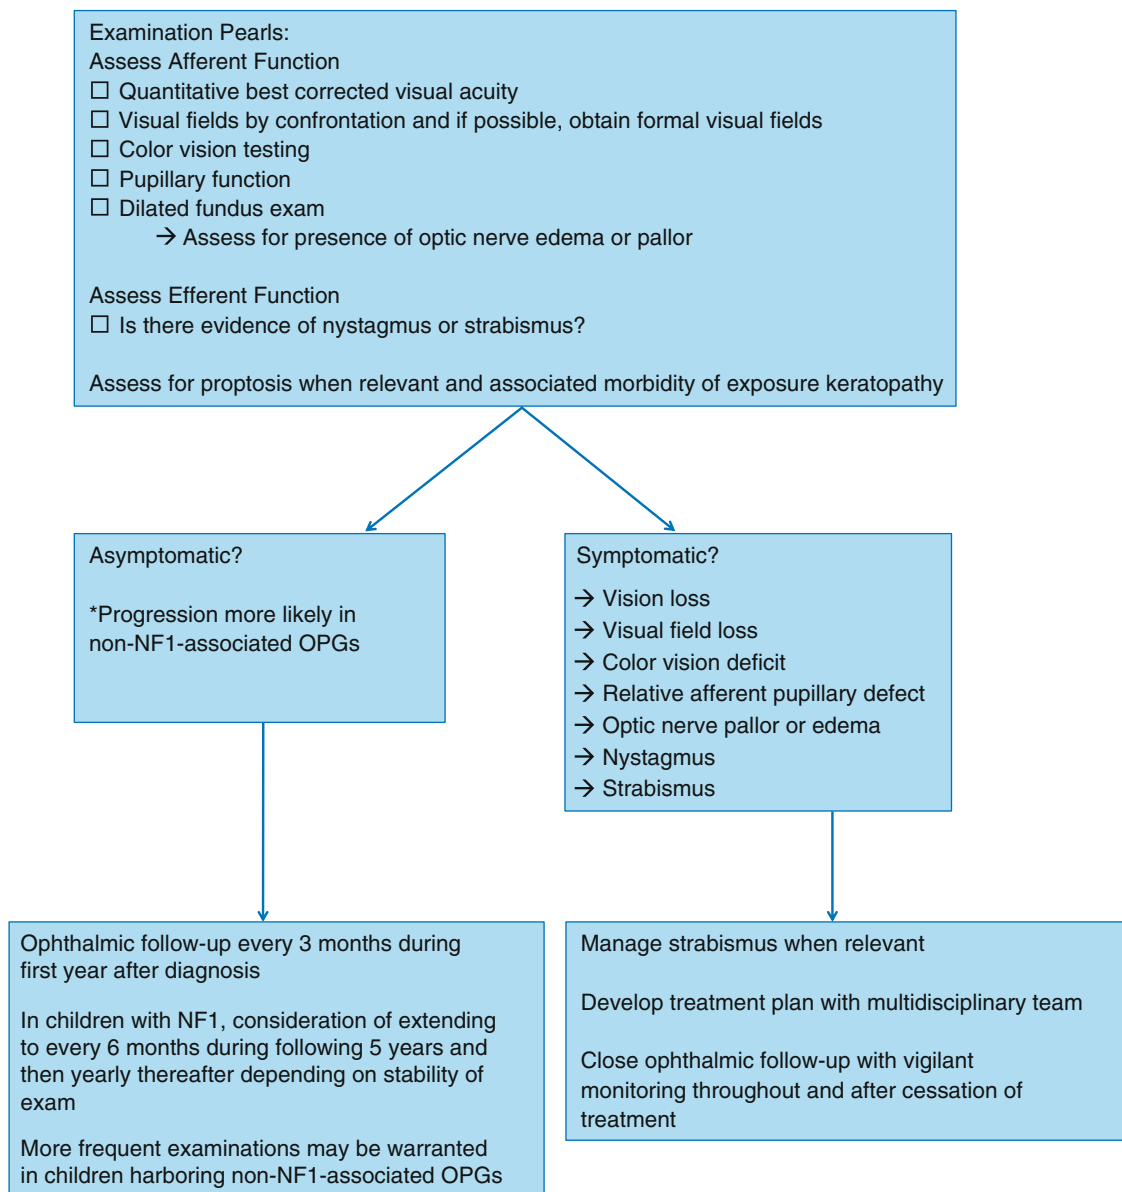 Examination Pearls:
Assess Afferent Function
☐ Quantitative best corrected visual acuity
☐ Visual fields by confrontation and if possible, obtain formal visual fields
☐ Color vision testing
☐ Pupillary function
☐ Dilated fundus exam
→ Assess for presence of optic nerve edema or pallor
Assess Efferent Function
☐ Is there evidence of nystagmus or strabismus?
Assess for proptosis when relevant and associated morbidity of exposure keratopathy
Asymptomatic?
*Progression more likely in
non-NF1-associated OPGs
Symptomatic?
→ Vision loss
→ Visual field loss
→ Color vision deficit
→ Relative afferent pupillary defect
→ Optic nerve pallor or edema
→ Nystagmus
→ Strabismus
Ophthalmic follow-up every 3 months during
first year after diagnosis
In children with NF1, consideration of extending
to every 6 months during following 5 years and
then yearly thereafter depending on stability of
exam
More frequent examinations may be warranted
in children harboring non-NF1-associated OPGs
Manage strabismus when relevant
Develop treatment plan with multidisciplinary team
Close ophthalmic follow-up with vigilant
monitoring throughout and after cessation of
treatment